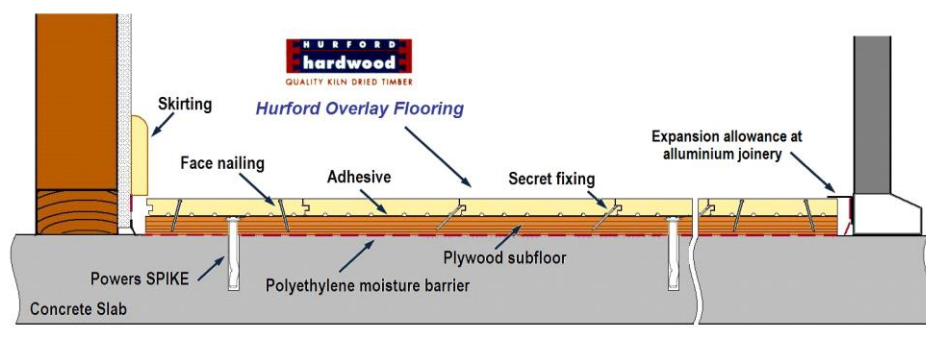 HURFORD
hardwood
QUALITY KILN DRIED TIMBER
Hurford Overlay Flooring
Skirting
Expansion allowance at
alluminium joinery
Face nailing
Adhesive
Secret fixing
Powers SPIKE
Polyethylene moisture barrier
Plywood subfloor
Concrete Slab